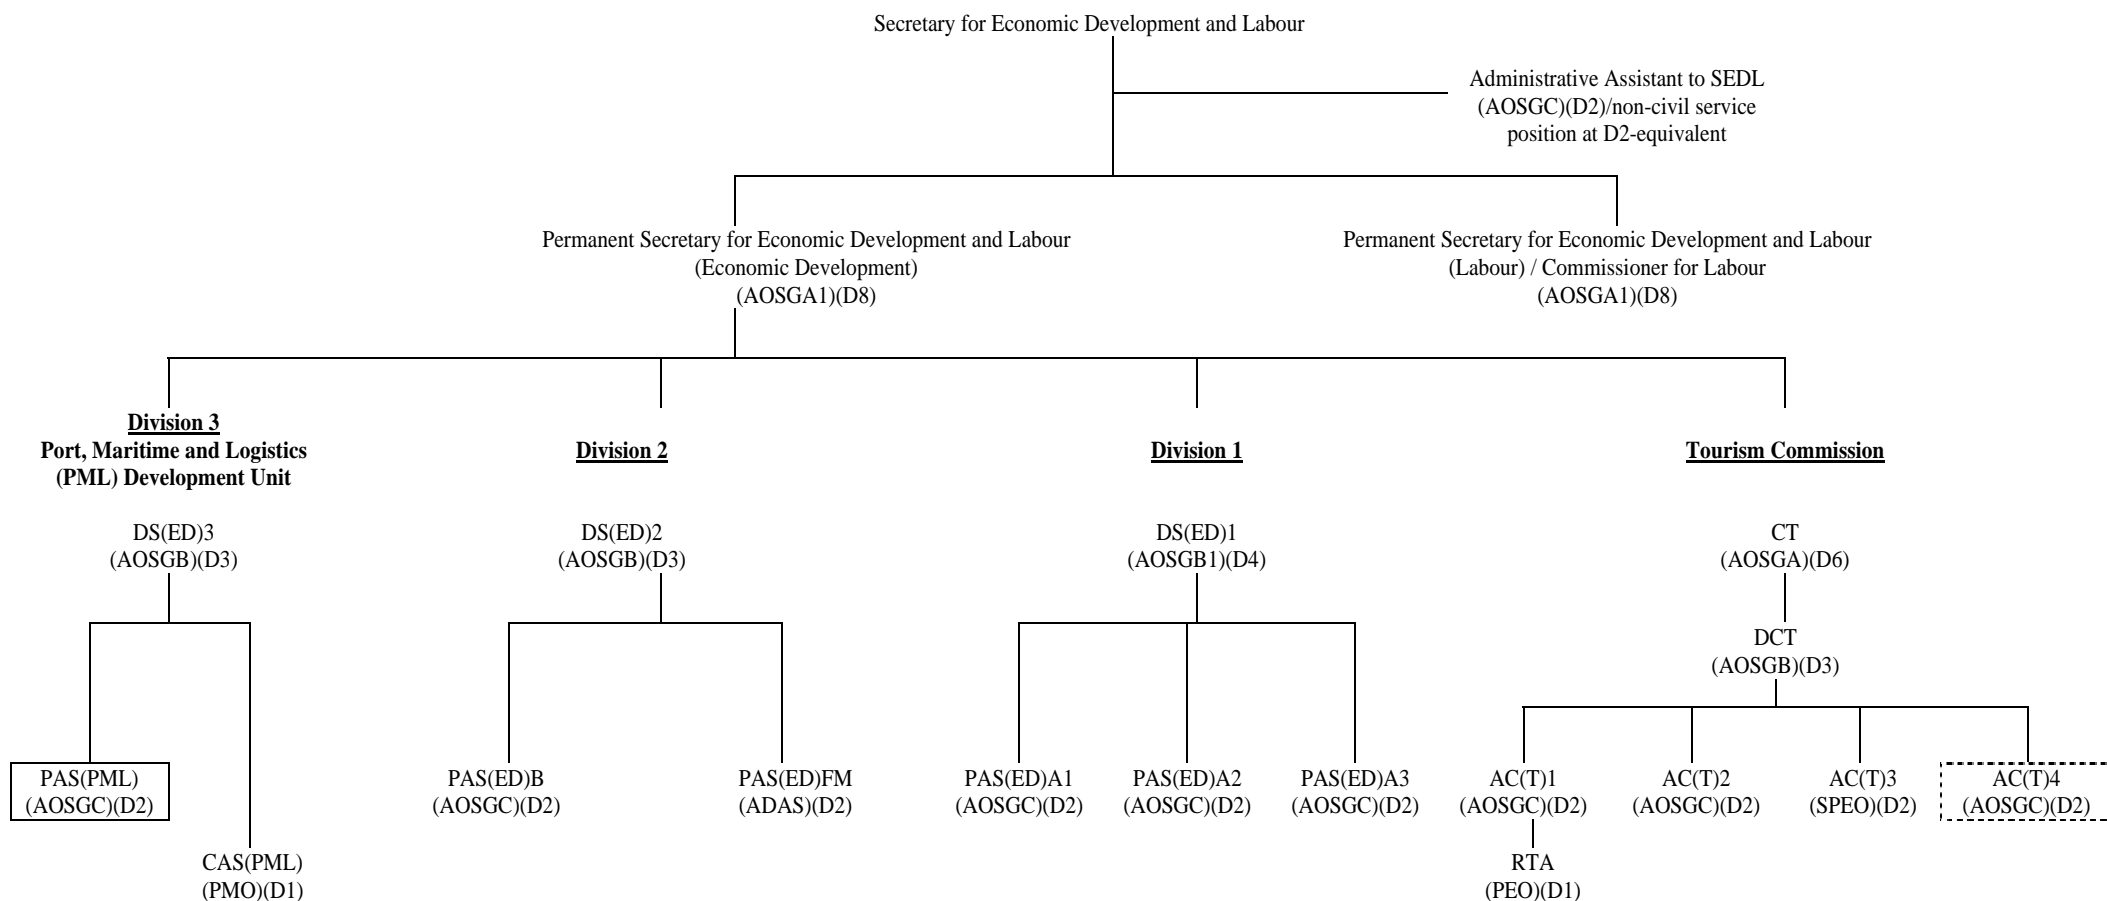 Secretary for Economic Development and Labour
Administrative Assistant to SEDL
(AOSGC)(D2)/non-civil service
position at D2-equivalent
Permanent Secretary for Economic Development and Labour
(Economic Development)
(AOSGA1)(D8)
Permanent Secretary for Economic Development and Labour
(Labour) / Commissioner for Labour
(AOSGA1)(D8)
Division 3
Port, Maritime and Logistics
(PML) Development Unit
Division 2
Division 1
Tourism Commission
DS(ED)3
(AOSGB)(D3)
DS(ED)2
(AOSGB)(D3)
DS(ED)1
(AOSGB1)(D4)
CT
(AOSGA)(D6)
DCT
(AOSGB)(D3)
PAS(PML)
(AOSGC)(D2)
PAS(ED)B
(AOSGC)(D2)
PAS(ED)FM
(ADAS)(D2)
PAS(ED)A1
(AOSGC)(D2)
PAS(ED)A2
(AOSGC)(D2)
PAS(ED)A3
(AOSGC)(D2)
AC(T)1
(AOSGC)(D2)
AC(T)2
(AOSGC)(D2)
AC(T)3
(SPEO)(D2)
AC(T)4
(AOSGC)(D2)
CAS(PML)
(PMO)(D1)
RTA
(PEO)(D1)